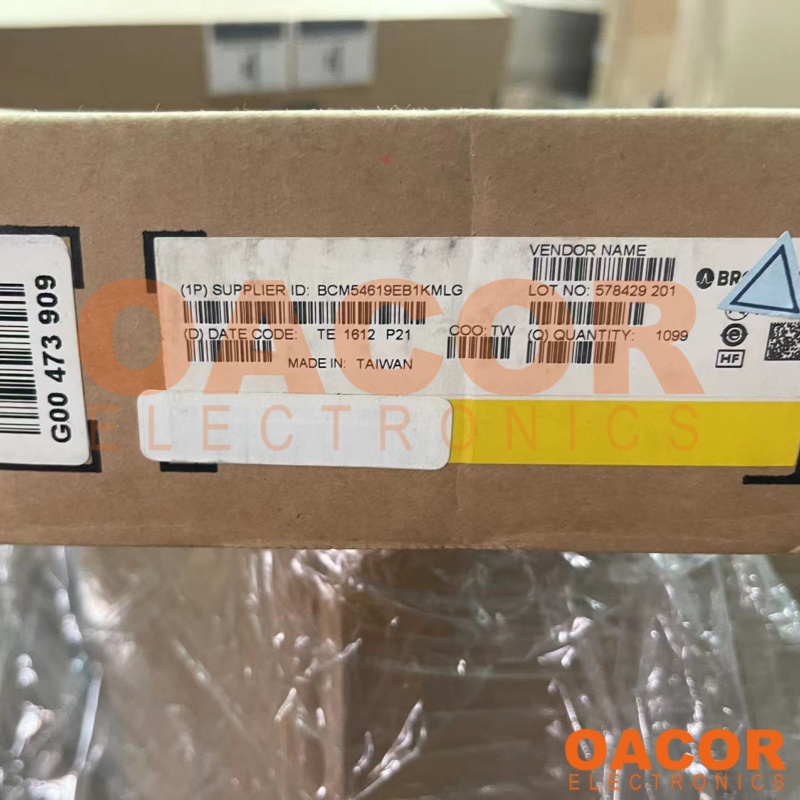 VENDOR NAME
(1P) SUPPLIER ID: BCM54619EB1KMLG
LOT NO: 578429 201
(D) DATE CODE: TE 1612 P21
COO: TW
(Q) QUANTITY: 1099
MADE IN: TAIWAN
HF
e
G00 473 909
OACOR
ELECTRONICS
OACOR
ELECTRONICS